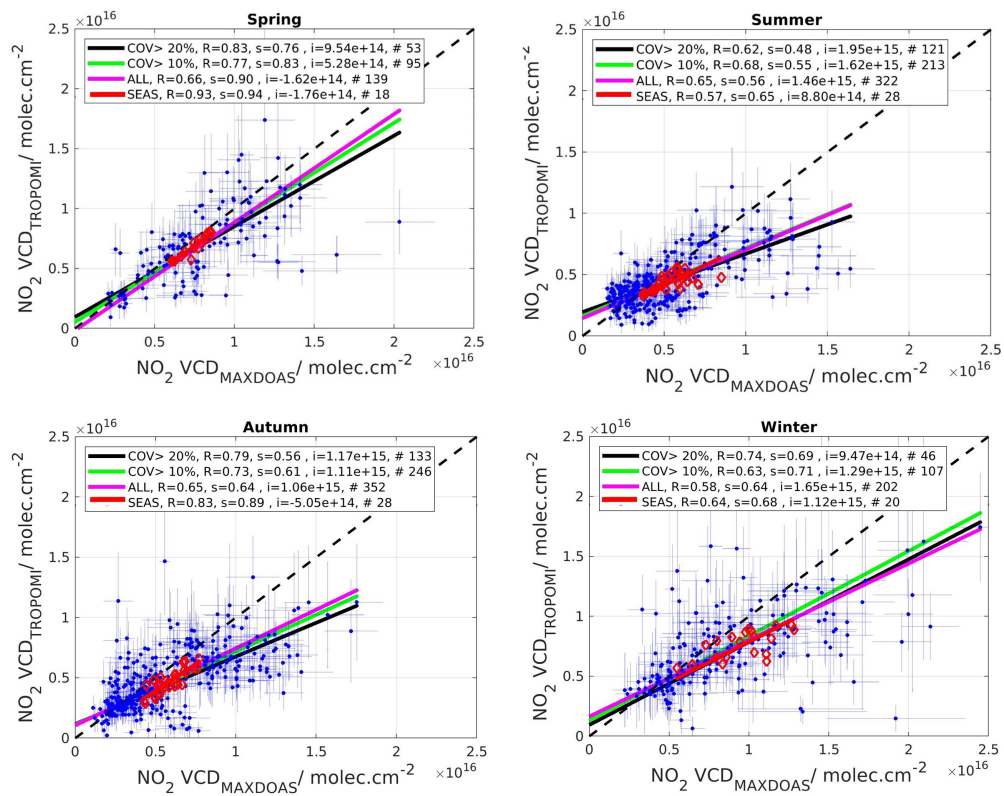 Spring
×10^16
COV> 20%, R=0.83, s=0.76 , i=9.54e+14, # 53
COV> 10%, R=0.77, s=0.83 , i=5.28e+14, # 95
ALL, R=0.66, s=0.90 , i=-1.62e+14, # 139
SEAS, R=0.93, s=0.94 , i=-1.76e+14, # 18
2.5
2
1.5
1
0.5
0
NO2 VCD_TROPOMI/ molec.cm^-2
0 0.5 1 1.5 2 2.5
NO2 VCD_MAXDOAS/ molec.cm^-2 ×10^16
Summer
×10^16
COV> 20%, R=0.62, s=0.48 , i=1.95e+15, # 121
COV> 10%, R=0.68, s=0.55 , i=1.62e+15, # 213
ALL, R=0.65, s=0.56 , i=1.46e+15, # 322
SEAS, R=0.57, s=0.65 , i=8.80e+14, # 28
2.5
2
1.5
1
0.5
0
NO2 VCD_TROPOMI/ molec.cm^-2
0 0.5 1 1.5 2 2.5
NO2 VCD_MAXDOAS/ molec.cm^-2 ×10^16
Autumn
×10^16
COV> 20%, R=0.79, s=0.56 , i=1.17e+15, # 133
COV> 10%, R=0.73, s=0.61 , i=1.11e+15, # 246
ALL, R=0.65, s=0.64 , i=1.06e+15, # 352
SEAS, R=0.83, s=0.89 , i=-5.05e+14, # 28
2.5
2
1.5
1
0.5
0
NO2 VCD_TROPOMI/ molec.cm^-2
0 0.5 1 1.5 2 2.5
NO2 VCD_MAXDOAS/ molec.cm^-2 ×10^16
Winter
×10^16
COV> 20%, R=0.74, s=0.69 , i=9.47e+14, # 46
COV> 10%, R=0.63, s=0.71 , i=1.29e+15, # 107
ALL, R=0.58, s=0.64 , i=1.65e+15, # 202
SEAS, R=0.64, s=0.68 , i=1.12e+15, # 20
2.5
2
1.5
1
0.5
0
NO2 VCD_TROPOMI/ molec.cm^-2
0 0.5 1 1.5 2 2.5
NO2 VCD_MAXDOAS/ molec.cm^-2 ×10^16